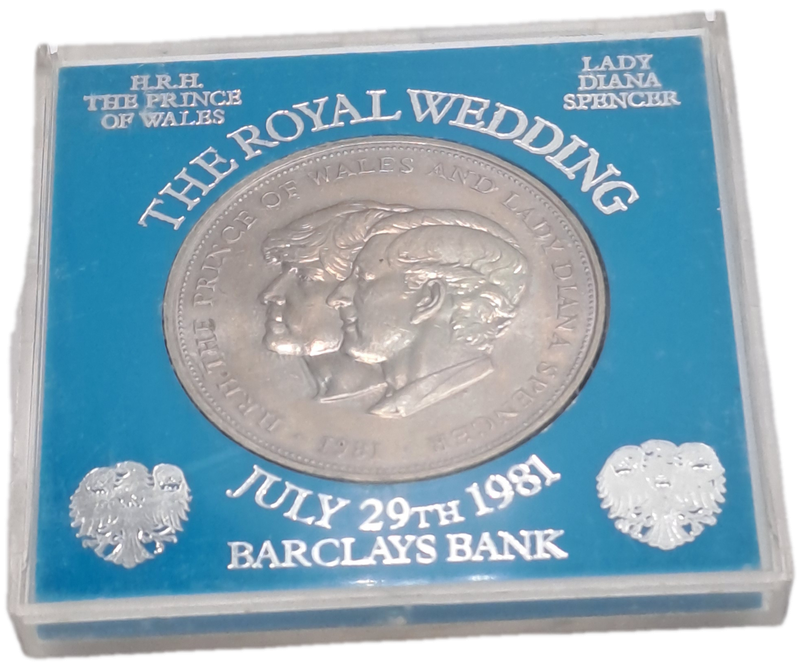 H.R.H.
THE PRINCE
OF WALES
LADY
DIANA
SPENCER
THE ROYAL WEDDING
H.R.H. THE PRINCE OF WALES AND LADY DIANA SPENCER
· 1981 ·
JULY 29TH 1981
BARCLAYS BANK